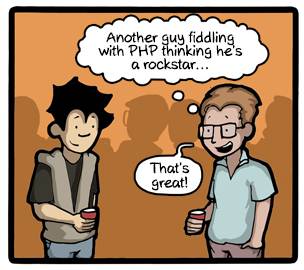 Another guy fiddling
with PHP thinking he's
a rockstar...
That's
great!